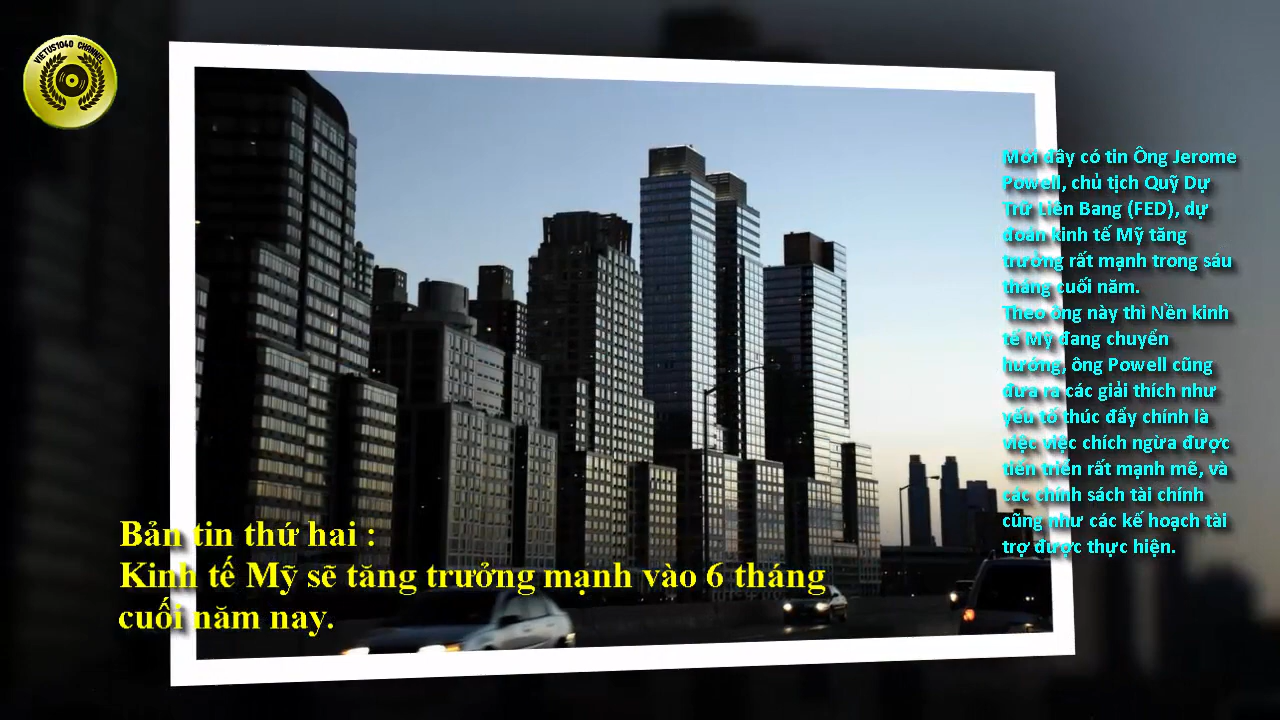 VIETUS1040 CHANNEL
Mới đây có tin Ông Jerome
Powell, chủ tịch Quỹ Dự
Trữ Liên Bang (FED), dự
đoán kinh tế Mỹ tăng
trưởng rất mạnh trong sáu
tháng cuối năm.
Theo ông này thì Nền kinh
tế Mỹ đang chuyển
hướng, ông Powell cũng
đưa ra các giải thích như
yếu tố thúc đẩy chính là
việc việc chích ngừa được
tiến triển rất mạnh mẽ, và
các chính sách tài chính
cũng như các kế hoạch tài
trợ được thực hiện.
Bản tin thứ hai :
Kinh tế Mỹ sẽ tăng trưởng mạnh vào 6 tháng
cuối năm nay.